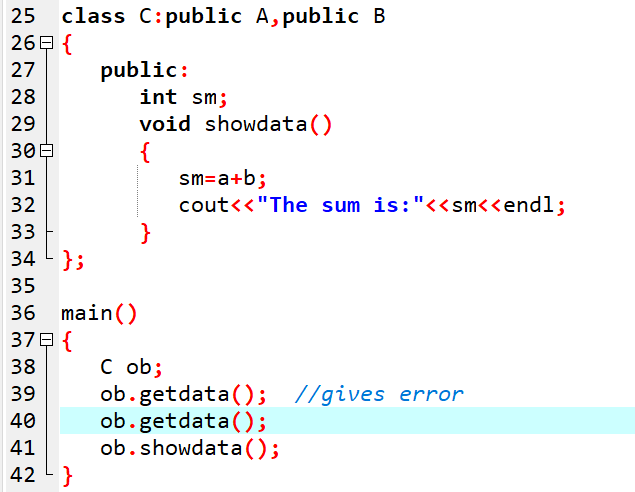 25 class C:public A,public B
26 {
27 public:
28 int sm;
29 void showdata()
30 {
31 sm=a+b;
32 cout<<"The sum is:"<<sm<<endl;
33 }
34 };
35
36 main()
37 {
38 C ob;
39 ob.getdata(); //gives error
40 ob.getdata();
41 ob.showdata();
42 }